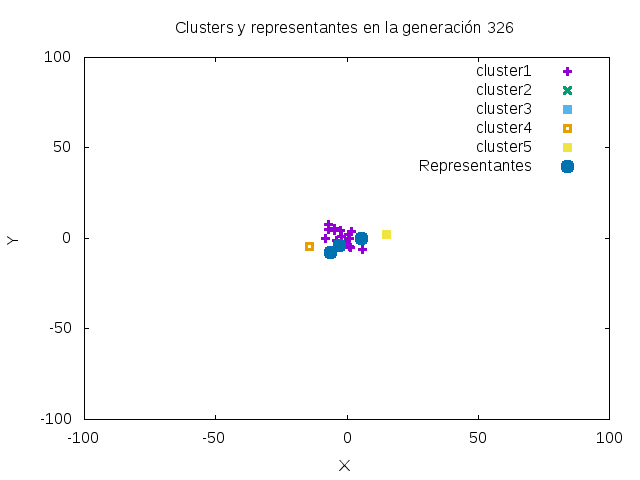 Clusters y representantes en la generación 326
100
50
0
-50
-100
-100
-50
0
50
100
Y
X
cluster1
cluster2
cluster3
cluster4
cluster5
Representantes